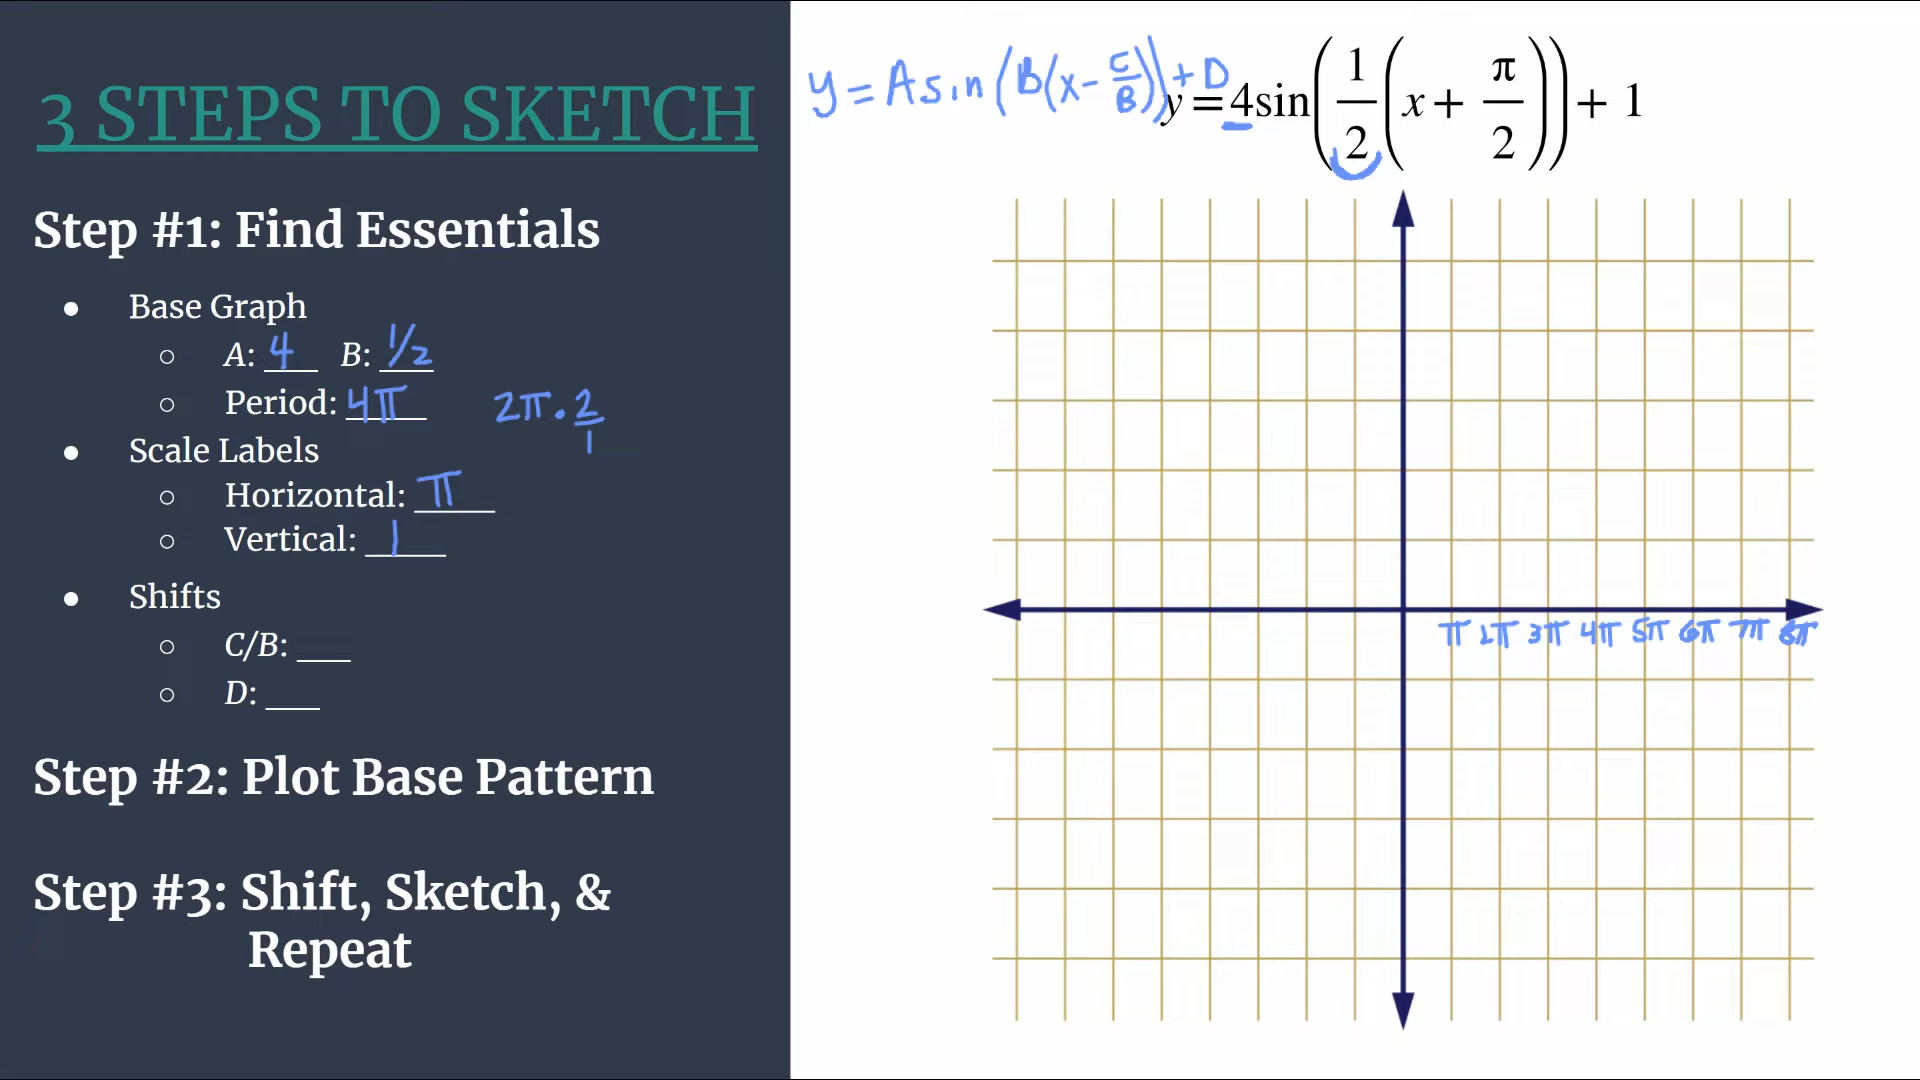 3 STEPS TO SKETCH
Step #1: Find Essentials
● Base Graph
○ A: 4 B: 1/2
○ Period: 4π 2π · 2/1
● Scale Labels
○ Horizontal: π
○ Vertical: 1
● Shifts
○ C/B: ___
○ D: ___
Step #2: Plot Base Pattern
Step #3: Shift, Sketch, &
Repeat
y = A sin (B(x - C/B)) + D
y = 4sin(1/2(x + π/2)) + 1
π 2π 3π 4π 5π 6π 7π 8π